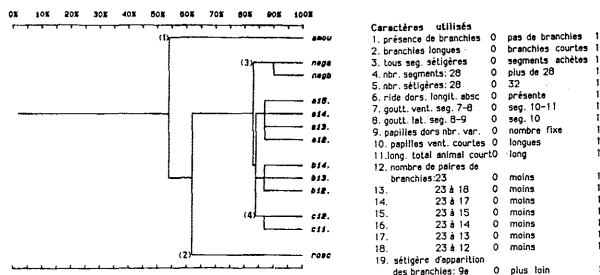 0% 10% 20% 30% 40% 50% 60% 70% 80% 90% 100%
(1)
amou
(3)
naga
nagb
a15.
a14.
a13.
a12.
b14.
b13.
b12.
(4)
c12.
c11.
(2)
rosc
Caractères utilisés
1. présence de branchies 0 pas de branchies 1
2. branchies longues 0 branchies courtes 1
3. tous seg. sétigères 0 segments achètes 1
4. nbr. segments: 28 0 plus de 28 1
5. nbr. sétigères: 28 0 32 1
6. ride dors. longit. absc 0 présente 1
7. goutt. vent. seg. 7-8 0 seg. 10-11 1
8. goutt. lat. seg. 8-9 0 seg. 10 1
9. papilles dors nbr. var. 0 nombre fixe 1
10. papilles vent. courtes 0 longues 1
11.long. total animal court0 long 1
12. nombre de paires de
branchies:23 0 moins 1
13. 23 à 18 0 moins 1
14. 23 à 17 0 moins 1
15. 23 à 15 0 moins 1
16. 23 à 14 0 moins 1
17. 23 à 13 0 moins 1
18. 23 à 12 0 moins 1
19. sétigère d'apparition
des branchies: 9e 0 plus loin